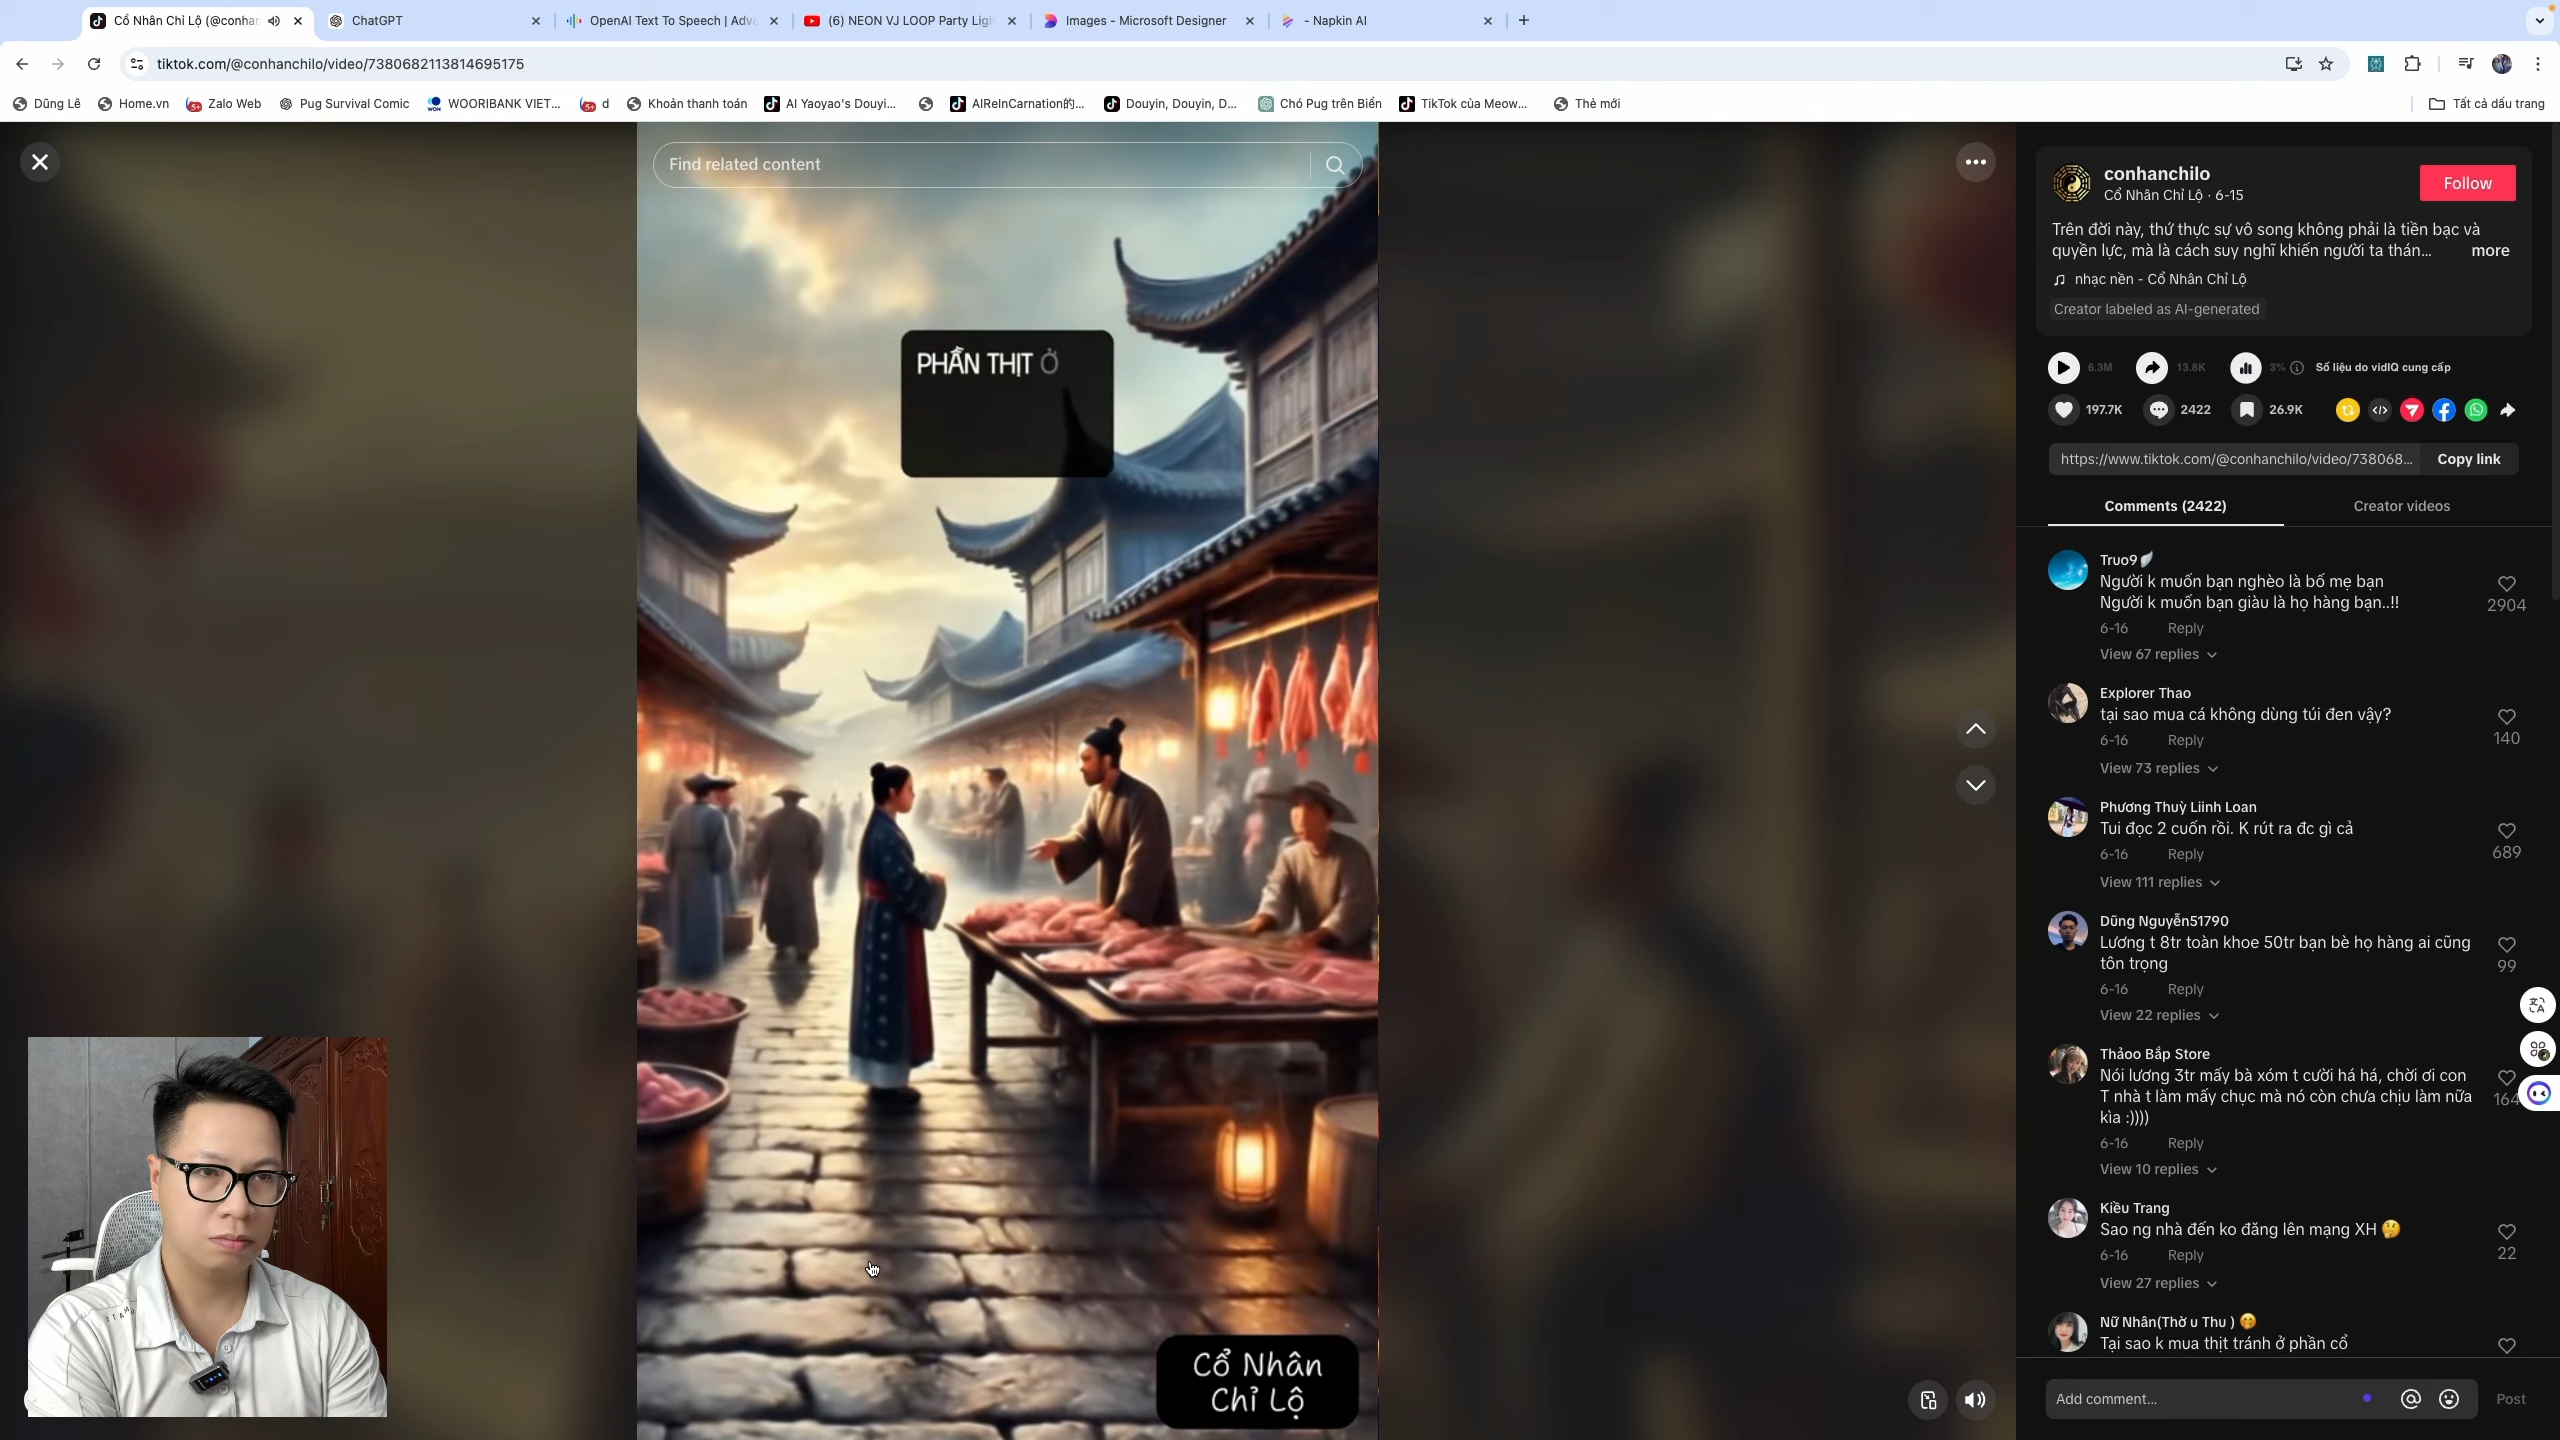 Cổ Nhân Chỉ Lộ (@conhan
ChatGPT
OpenAI Text To Speech | Adva
(6) NEON VJ LOOP Party Ligh
Images - Microsoft Designer
- Napkin AI
tiktok.com/@conhanchilo/video/7380682113814695175
Dũng Lê
Home.vn
Zalo Web
Pug Survival Comic
WOORIBANK VIET...
d
Khoản thanh toán
AI Yaoyao's Douyi...
AIReInCarnation的...
Douyin, Douyin, D...
Chó Pug trên Biển
TikTok của Meow...
Thẻ mới
Tất cả dấu trang
Find related content
PHẦN THỊT Ở
Cổ Nhân
Chỉ Lộ
conhanchilo
Cổ Nhân Chỉ Lộ · 6-15
Follow
Trên đời này, thứ thực sự vô song không phải là tiền bạc và
quyền lực, mà là cách suy nghĩ khiến người ta thán...
more
nhạc nền - Cổ Nhân Chỉ Lộ
Creator labeled as AI-generated
6.3M
13.8K
3%
Số liệu do vidIQ cung cấp
197.7K
2422
26.9K
https://www.tiktok.com/@conhanchilo/video/738068...
Copy link
Comments (2422)
Creator videos
Truo9
Người k muốn bạn nghèo là bố mẹ bạn
Người k muốn bạn giàu là họ hàng bạn..!!
2904
6-16 Reply
View 67 replies
Explorer Thao
tại sao mua cá không dùng túi đen vậy?
140
6-16 Reply
View 73 replies
Phương Thuỳ Liinh Loan
Tui đọc 2 cuốn rồi. K rút ra đc gì cả
689
6-16 Reply
View 111 replies
Dũng Nguyễn51790
Lương t 8tr toàn khoe 50tr bạn bè họ hàng ai cũng
tôn trọng
99
6-16 Reply
View 22 replies
Thảoo Bắp Store
Nói lương 3tr mấy bà xóm t cười há há, chời ơi con
T nhà t làm mấy chục mà nó còn chưa chịu làm nữa
kìa :))))
164
6-16 Reply
View 10 replies
Kiều Trang
Sao ng nhà đến ko đăng lên mạng XH 🤔
22
6-16 Reply
View 27 replies
Nữ Nhân(Thờ u Thu ) 🤭
Tại sao k mua thịt tránh ở phần cổ
Add comment...
Post